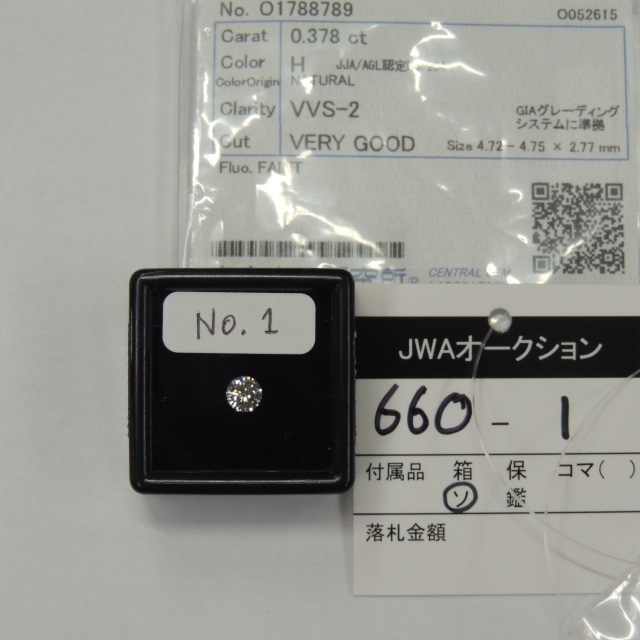 No. O1788789 O052615
Carat 0.378 ct
Color H JJA/AGL認定
ColorOrigin NATURAL
Clarity VVS-2 GIAグレーディング
システムに準拠
Cut VERY GOOD Size 4.72 - 4.75 × 2.77 mm
Fluo. FAINT
CENTRAL GEM
No. 1
JWAオークション
660 - 1
付属品 箱 保 コマ( )
ソ 鑑
落札金額